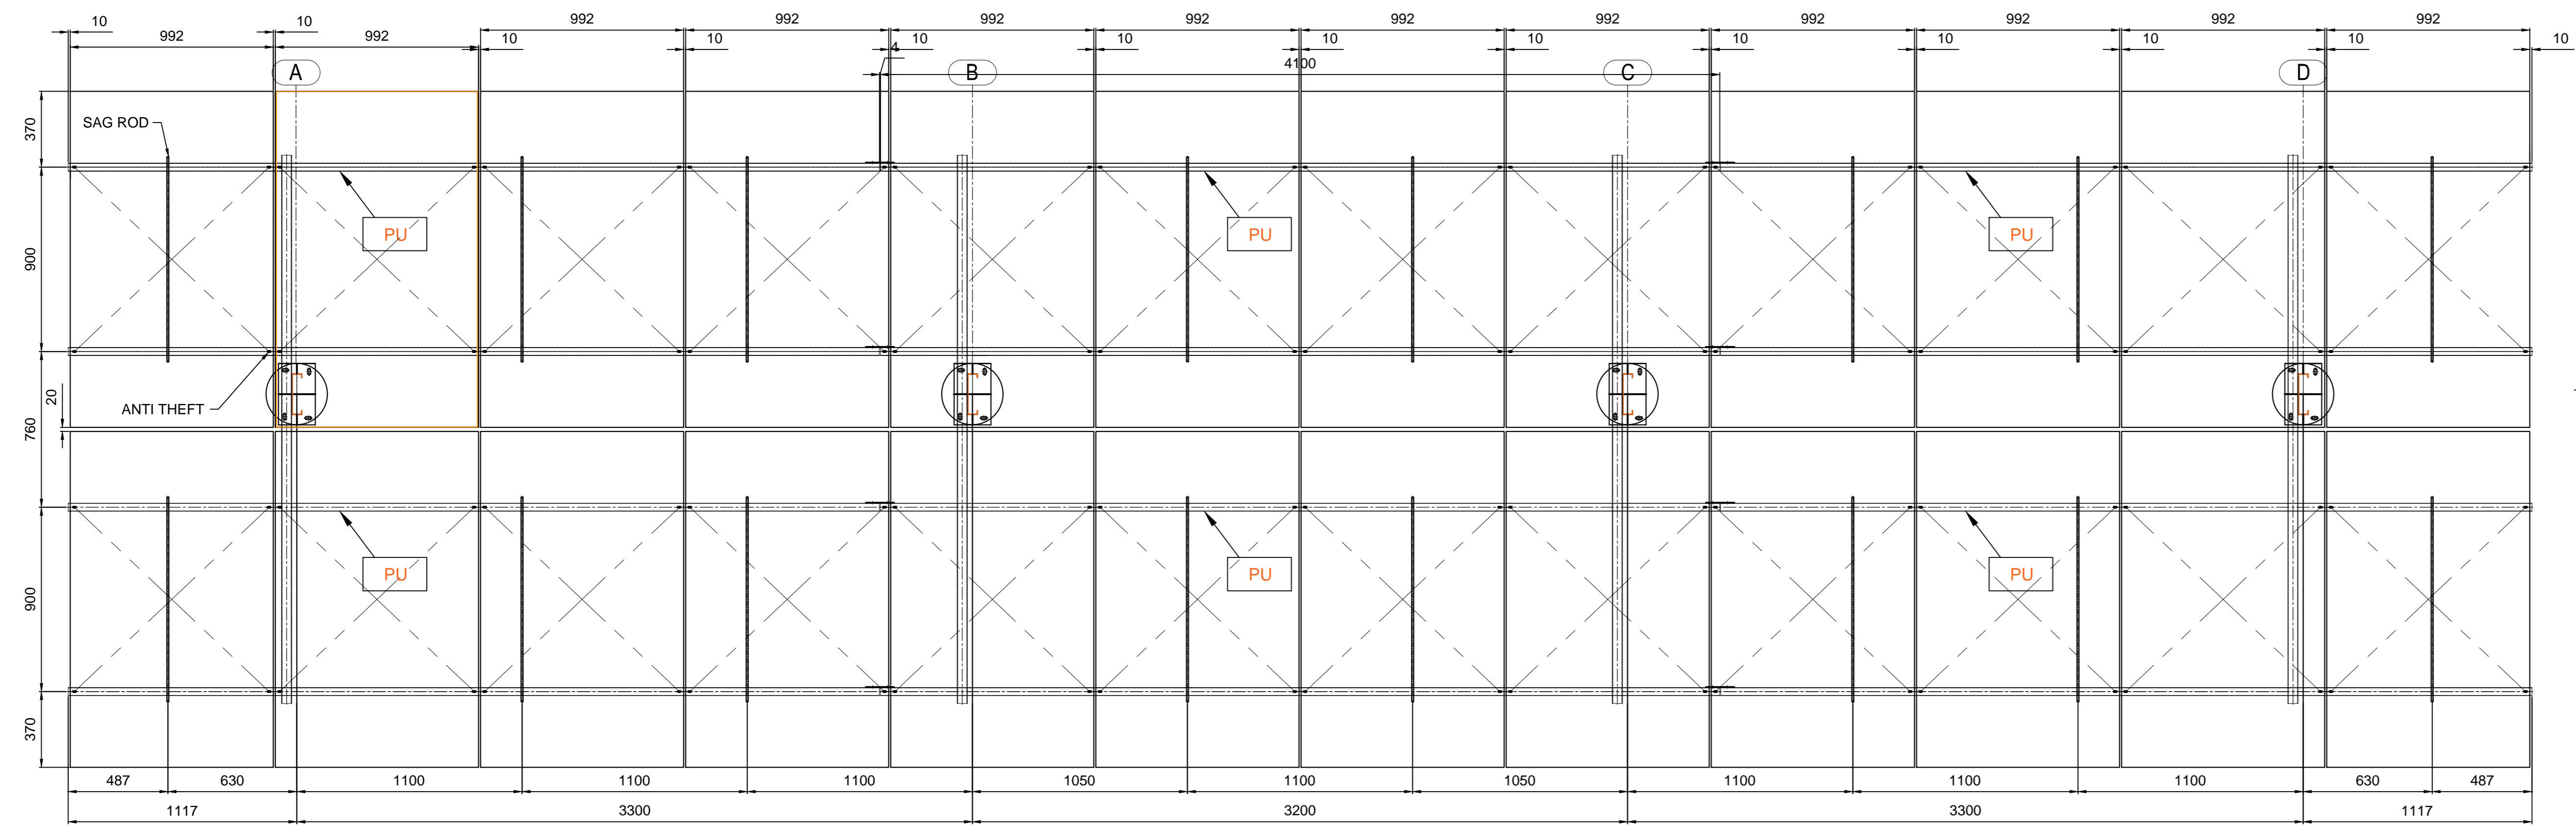 992 992 992 992 992 992 992 992 992 992
10 10
992 992 10 10 10 10 10 10 10 10 10 10 10
4
4100
A B C D
370
SAG ROD
PU PU PU
900
20
ANTI THEFT
760
PU PU PU
900
370
487 630 1100 1100 1100 1050 1100 1050 1100 1100 1100 630 487
1117 3300 3200 3300 1117